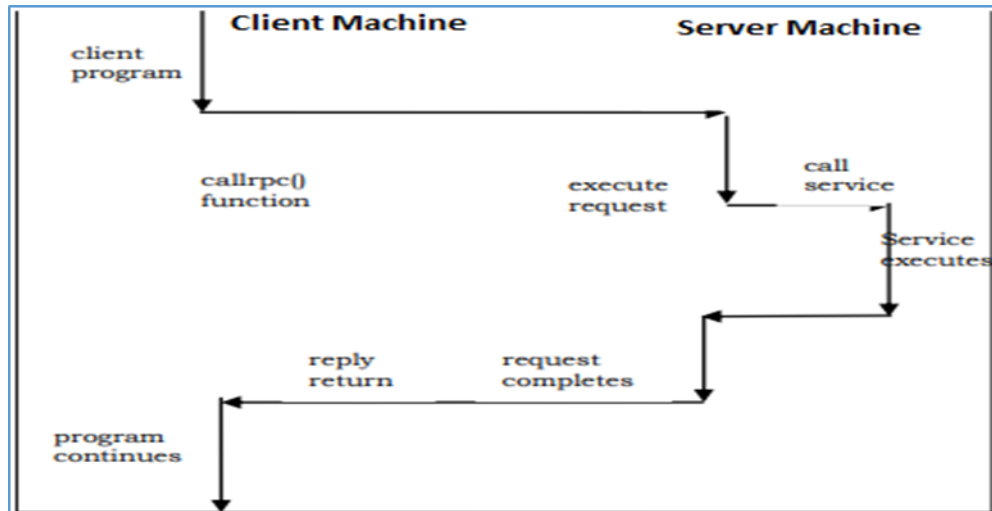 Client Machine
Server Machine
client
program
callrpc()
function
execute
request
call
service
Service
executes
reply
return
request
completes
program
continues